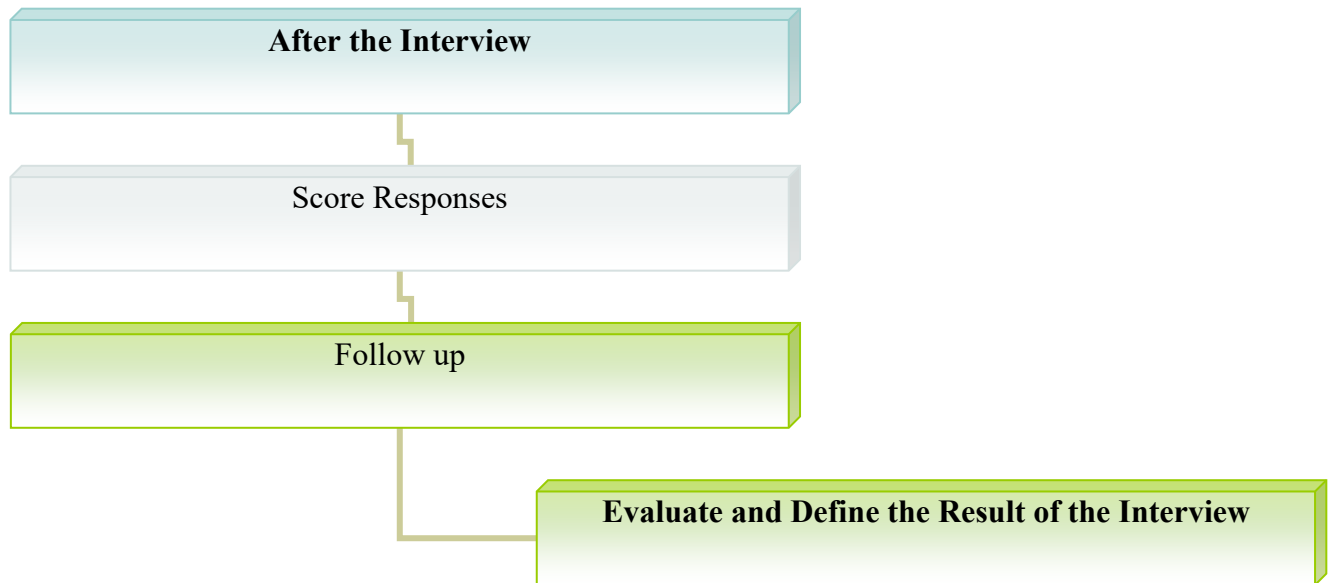 After the Interview
Score Responses
Follow up
Evaluate and Define the Result of the Interview